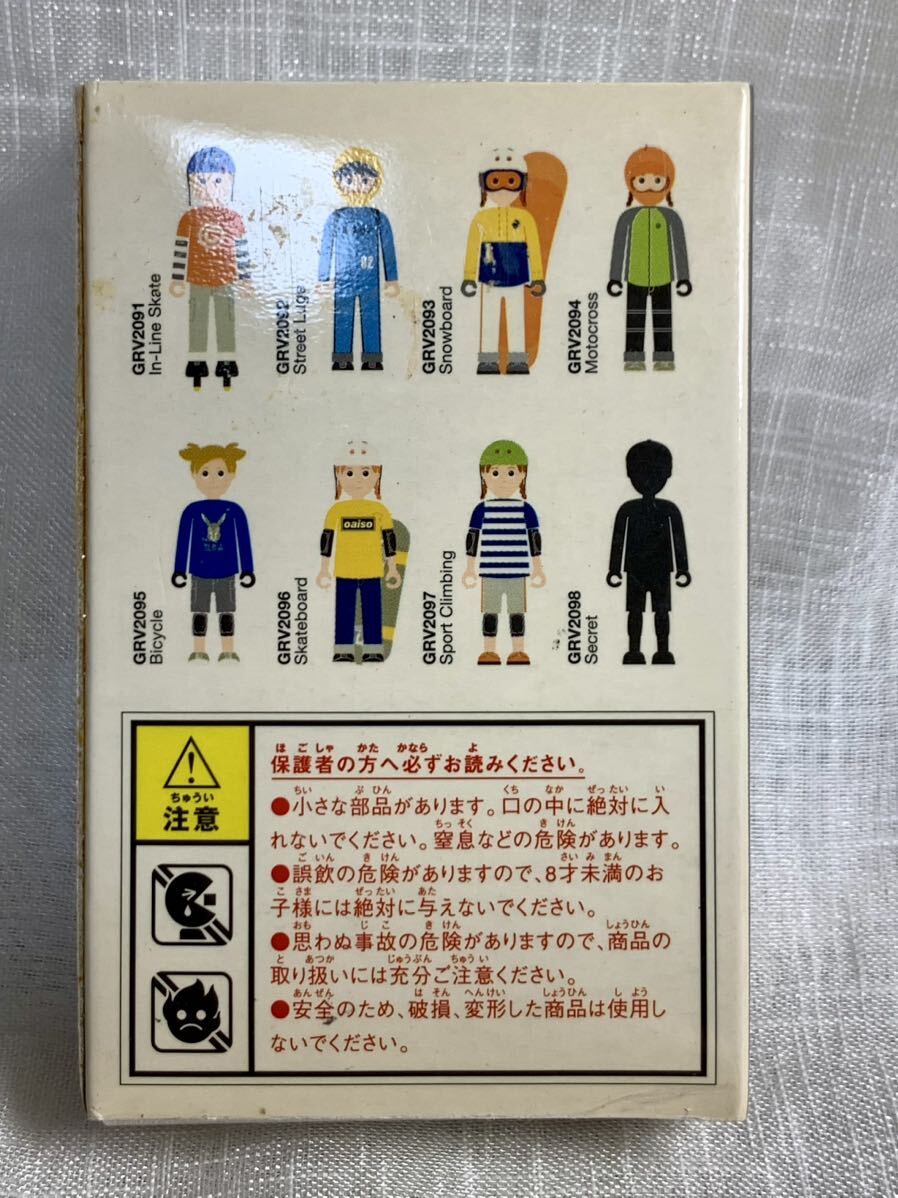 GRV2091
In-Line Skate
GRV2092
Street Luge
GRV2093
Snowboard
GRV2094
Motocross
82
GRV2095
Bicycle
GRV2096
Skateboard
oaiso
GRV2097
Sport Climbing
GRV2098
Secret
ちゅうい
注意
ほごしゃ かた かなら よ
保護者の方へ必ずお読みください。
ちい ぶひん くち なか ぜったい い
●小さな部品があります。口の中に絶対に入
ちっそく きけん
れないでください。窒息などの危険があります。
ごいん きけん さいみまん
●誤飲の危険がありますので、8才未満のお
こさま ぜったい あた
子様には絶対に与えないでください。
おも じこ きけん しょうひん
●思わぬ事故の危険がありますので、商品の
と あつか じゅうぶん ちゅうい
取り扱いには充分ご注意ください。
あんぜん はそん へんけい しょうひん しよう
●安全のため、破損、変形した商品は使用し
ないでください。